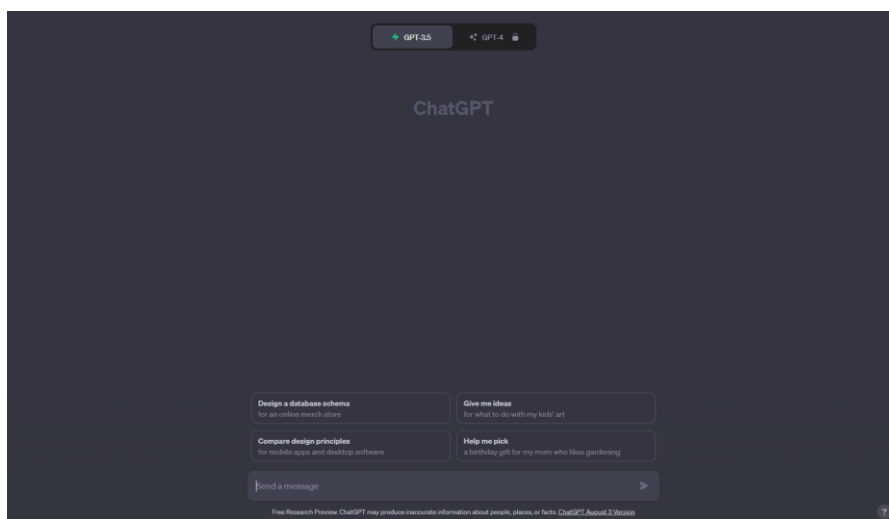 GPT-3.5
GPT-4
ChatGPT
Design a database schema
for an online merch store
Give me ideas
for what to do with my kids' art
Compare design principles
for mobile apps and desktop software
Help me pick
a birthday gift for my mom who likes gardening
Send a message
Free Research Preview. ChatGPT may produce inaccurate information about people, places, or facts. ChatGPT August 3 Version
?